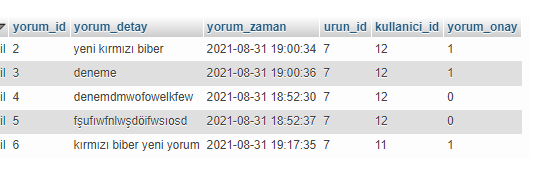 yorum_id yorum_detay yorum_zaman urun_id kullanici_id yorum_onay
il 2 yeni kırmızı biber 2021-08-31 19:00:34 7 12 1
il 3 deneme 2021-08-31 19:00:36 7 12 1
il 4 denemdmwofowelkfew 2021-08-31 18:52:30 7 12 0
il 5 fşufıwfnlwşdöifwsıosd 2021-08-31 18:52:37 7 12 0
il 6 kırmızı biber yeni yorum 2021-08-31 19:17:35 7 11 1